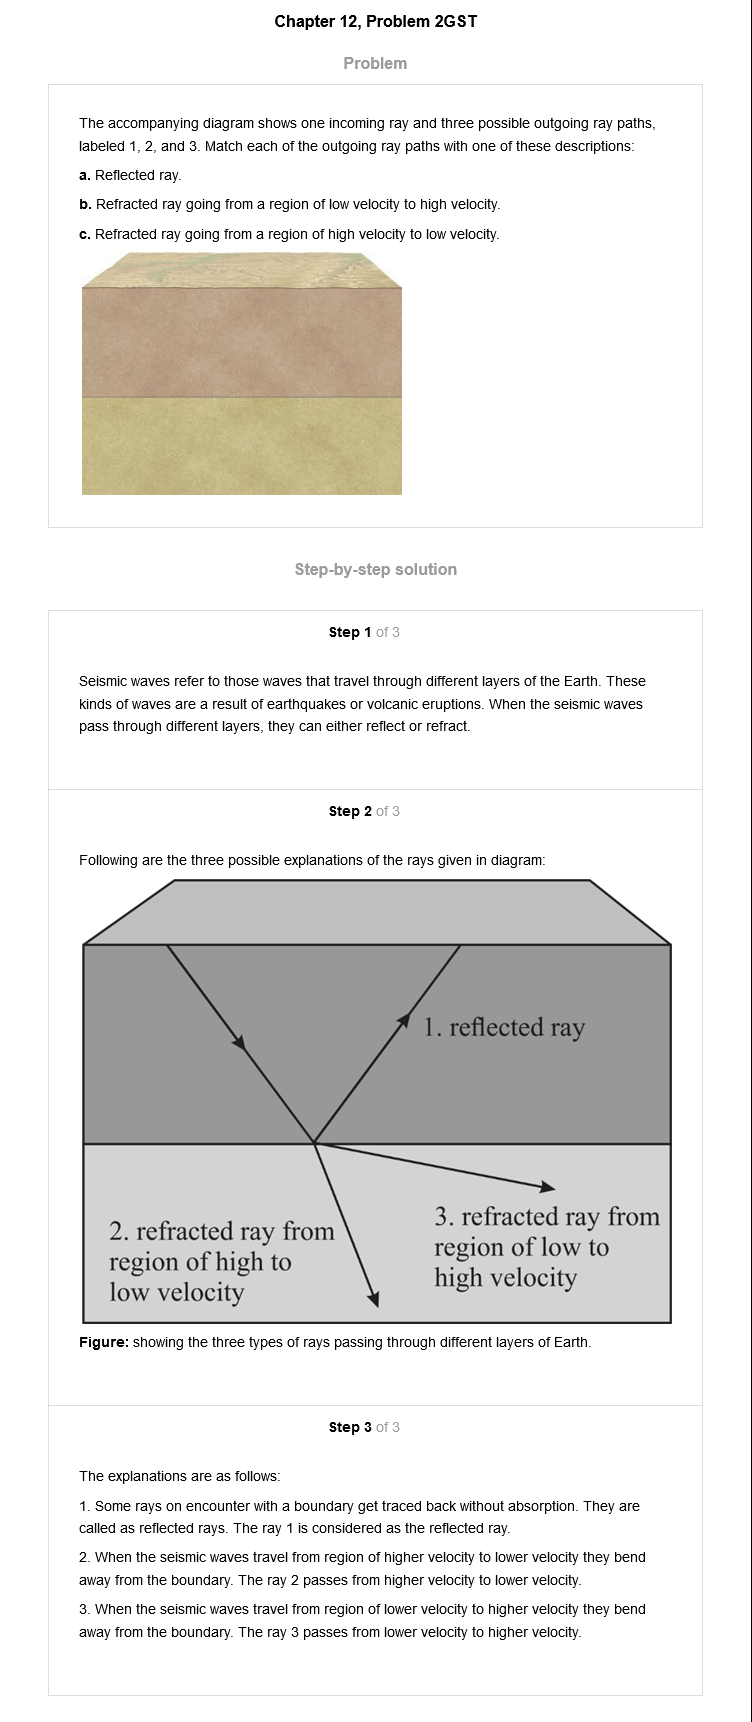 Chapter 12, Problem 2GST
Problem
The accompanying diagram shows one incoming ray and three possible outgoing ray paths,
labeled 1, 2, and 3. Match each of the outgoing ray paths with one of these descriptions:
a. Reflected ray.
b. Refracted ray going from a region of low velocity to high velocity.
c. Refracted ray going from a region of high velocity to low velocity.
Step-by-step solution
Step 1 of 3
Seismic waves refer to those waves that travel through different layers of the Earth. These
kinds of waves are a result of earthquakes or volcanic eruptions. When the seismic waves
pass through different layers, they can either reflect or refract.
Step 2 of 3
Following are the three possible explanations of the rays given in diagram:
1. reflected ray
2. refracted ray from
region of high to
low velocity
3. refracted ray from
region of low to
high velocity
Figure: showing the three types of rays passing through different layers of Earth.
Step 3 of 3
The explanations are as follows:
1. Some rays on encounter with a boundary get traced back without absorption. They are
called as reflected rays. The ray 1 is considered as the reflected ray.
2. When the seismic waves travel from region of higher velocity to lower velocity they bend
away from the boundary. The ray 2 passes from higher velocity to lower velocity.
3. When the seismic waves travel from region of lower velocity to higher velocity they bend
away from the boundary. The ray 3 passes from lower velocity to higher velocity.